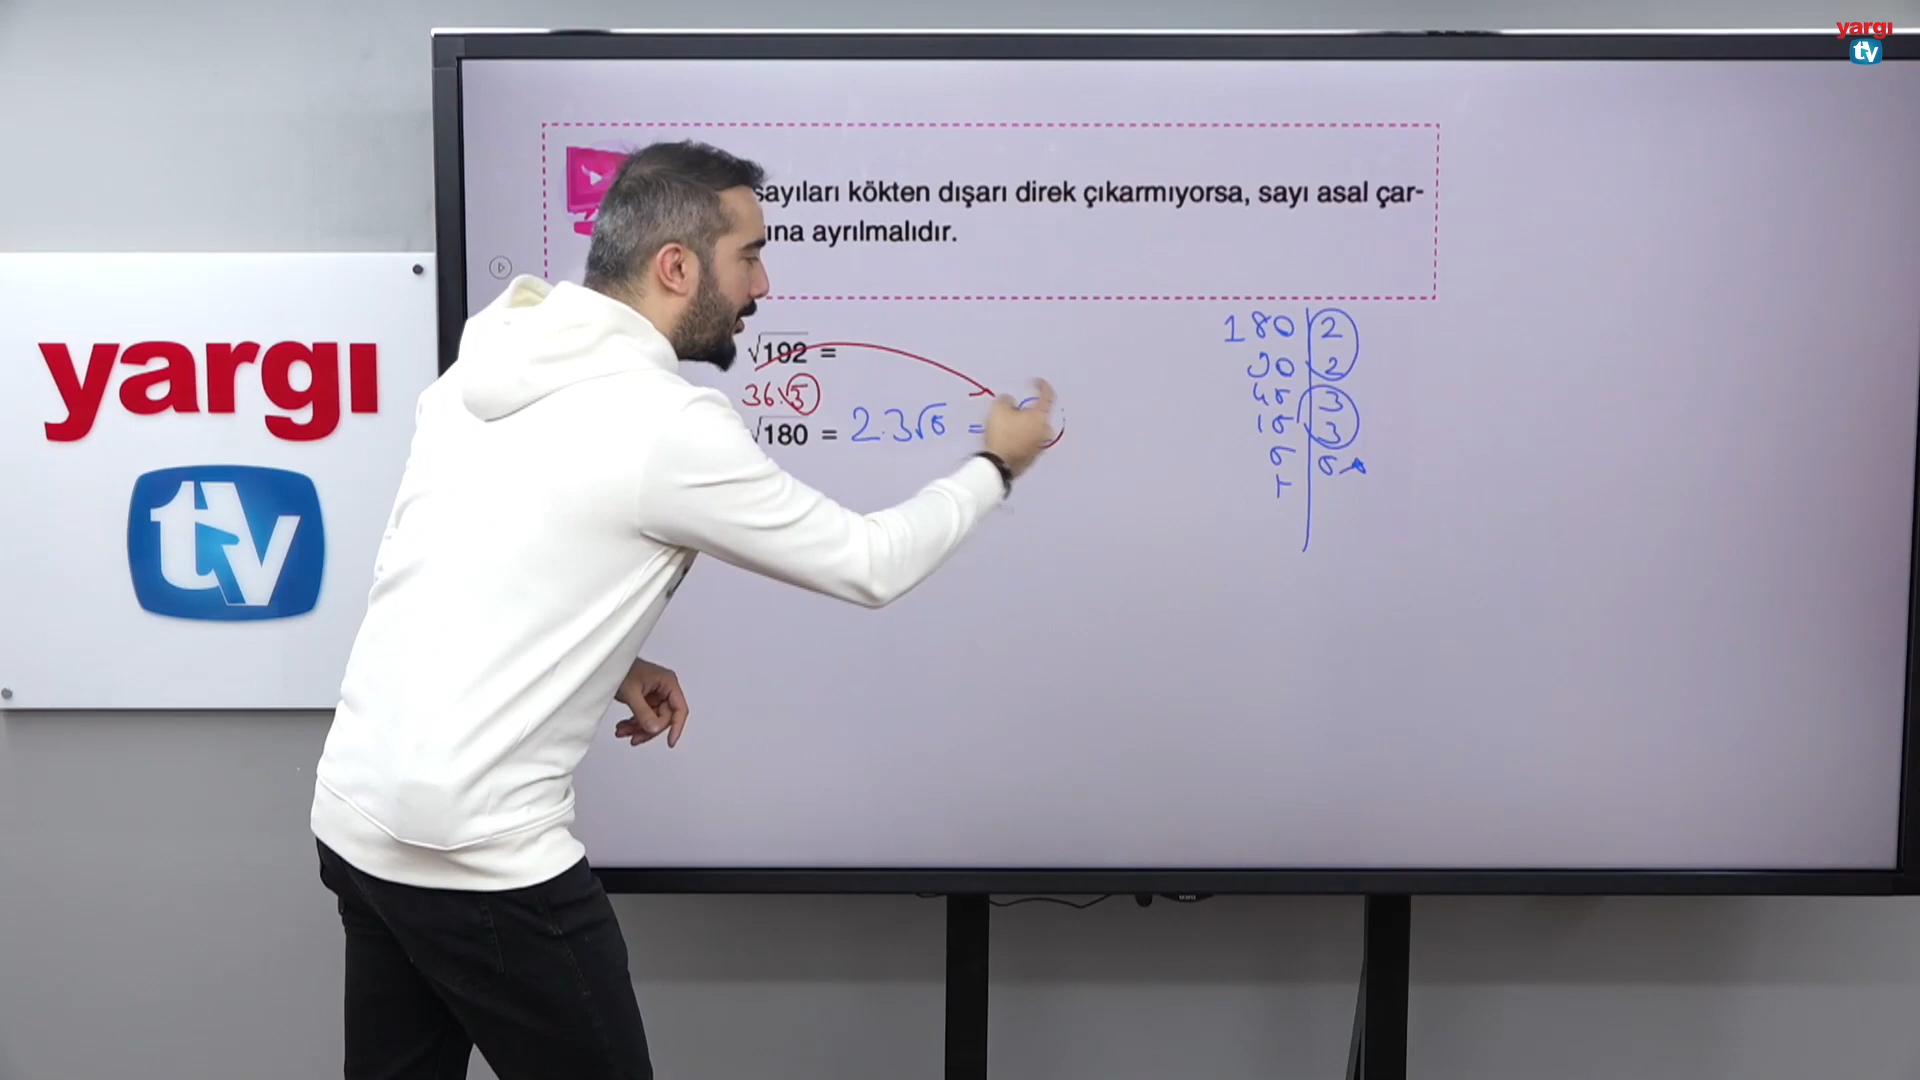 yargı
tv
sayıları kökten dışarı direk çıkarmıyorsa, sayı asal çar-
ına ayrılmalıdır.
yargı
tv
√192 =
36.5
√180 = 2.3√5 =
180 2
90 2
45 3
15 3
5 5
1